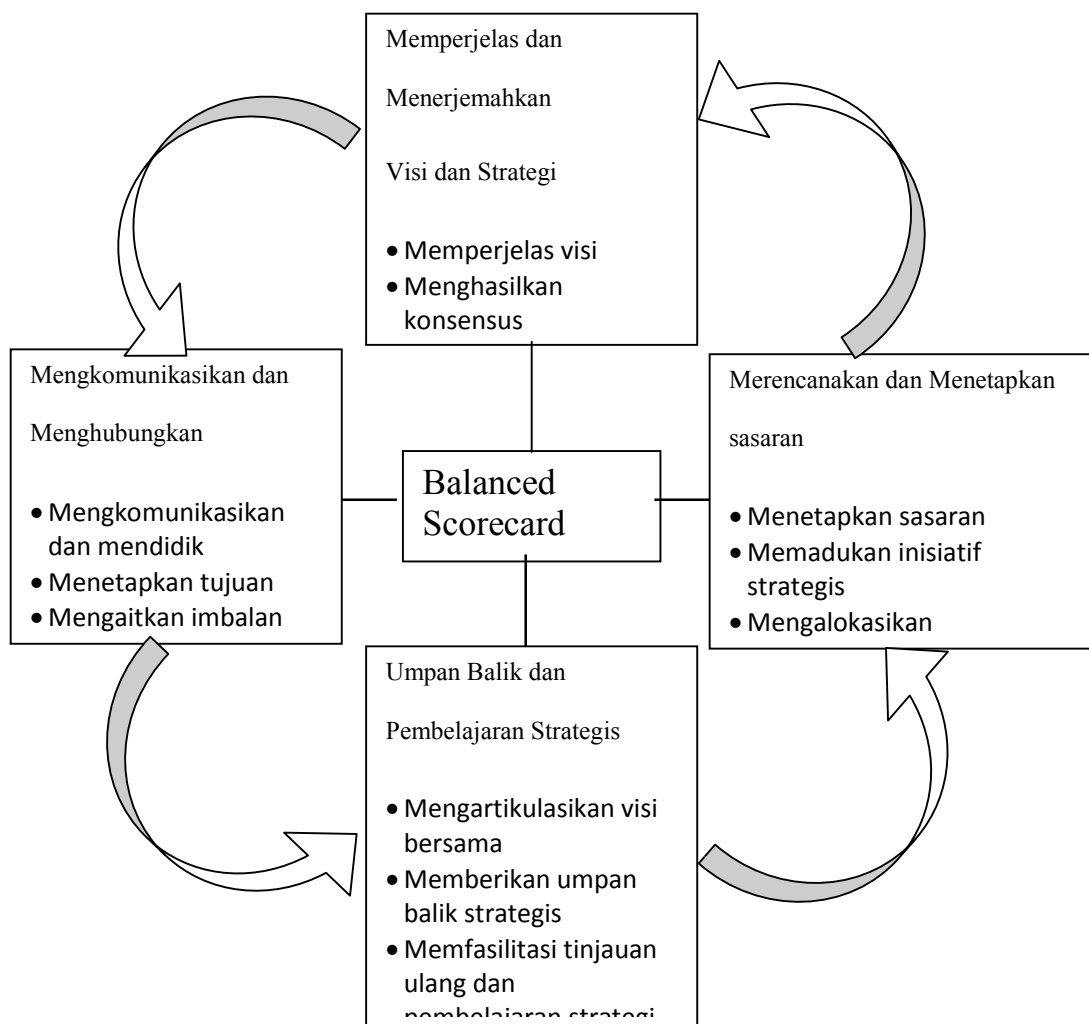 Memperjelas dan
Menerjemahkan
Visi dan Strategi
• Memperjelas visi
• Menghasilkan
konsensus
Mengkomunikasikan dan
Menghubungkan
• Mengkomunikasikan
dan mendidik
• Menetapkan tujuan
• Mengaitkan imbalan
Balanced
Scorecard
Merencanakan dan Menetapkan
sasaran
• Menetapkan sasaran
• Memadukan inisiatif
strategis
• Mengalokasikan
Umpan Balik dan
Pembelajaran Strategis
• Mengartikulasikan visi
bersama
• Memberikan umpan
balik strategis
• Memfasilitasi tinjauan
ulang dan
pembelajaran strategi